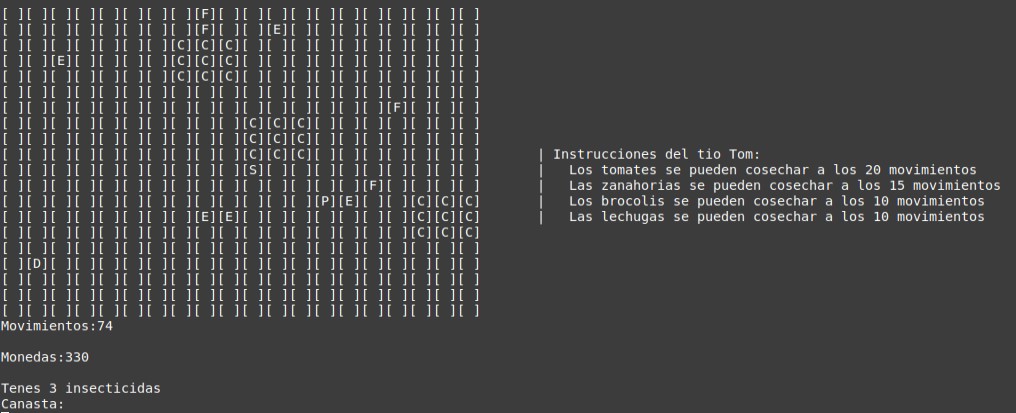 [ ][ ][ ][ ][ ][ ][ ][ ][F][ ][ ][ ][ ][ ][ ][ ][ ][ ][ ][ ]
[ ][ ][ ][ ][ ][ ][ ][ ][F][ ][ ][E][ ][ ][ ][ ][ ][ ][ ][ ]
[ ][ ][ ][ ][ ][ ][ ][C][C][C][ ][ ][ ][ ][ ][ ][ ][ ][ ][ ]
[ ][ ][E][ ][ ][ ][ ][C][C][C][ ][ ][ ][ ][ ][ ][ ][ ][ ][ ]
[ ][ ][ ][ ][ ][ ][ ][C][C][C][ ][ ][ ][ ][ ][ ][ ][ ][ ][ ]
[ ][ ][ ][ ][ ][ ][ ][ ][ ][ ][ ][ ][ ][ ][ ][ ][ ][ ][ ][ ]
[ ][ ][ ][ ][ ][ ][ ][ ][ ][ ][ ][ ][ ][ ][ ][ ][F][ ][ ][ ]
[ ][ ][ ][ ][ ][ ][ ][ ][ ][ ][C][C][C][ ][ ][ ][ ][ ][ ][ ]
[ ][ ][ ][ ][ ][ ][ ][ ][ ][ ][C][C][C][ ][ ][ ][ ][ ][ ][ ]
[ ][ ][ ][ ][ ][ ][ ][ ][ ][ ][C][C][C][ ][ ][ ][ ][ ][ ][ ] | Instrucciones del tio Tom:
[ ][ ][ ][ ][ ][ ][ ][ ][ ][ ][S][ ][ ][ ][ ][ ][ ][ ][ ][ ] | Los tomates se pueden cosechar a los 20 movimientos
[ ][ ][ ][ ][ ][ ][ ][ ][ ][ ][ ][ ][ ][ ][ ][F][ ][ ][ ][ ] | Las zanahorias se pueden cosechar a los 15 movimientos
[ ][ ][ ][ ][ ][ ][ ][ ][ ][ ][ ][ ][ ][P][E][ ][ ][C][C][C] | Los brocolis se pueden cosechar a los 10 movimientos
[ ][ ][ ][ ][ ][ ][ ][ ][E][E][ ][ ][ ][ ][ ][ ][ ][C][C][C] | Las lechugas se pueden cosechar a los 10 movimientos
[ ][ ][ ][ ][ ][ ][ ][ ][ ][ ][ ][ ][ ][ ][ ][ ][ ][C][C][C]
[ ][ ][ ][ ][ ][ ][ ][ ][ ][ ][ ][ ][ ][ ][ ][ ][ ][ ][ ][ ]
[ ][D][ ][ ][ ][ ][ ][ ][ ][ ][ ][ ][ ][ ][ ][ ][ ][ ][ ][ ]
[ ][ ][ ][ ][ ][ ][ ][ ][ ][ ][ ][ ][ ][ ][ ][ ][ ][ ][ ][ ]
[ ][ ][ ][ ][ ][ ][ ][ ][ ][ ][ ][ ][ ][ ][ ][ ][ ][ ][ ][ ]
[ ][ ][ ][ ][ ][ ][ ][ ][ ][ ][ ][ ][ ][ ][ ][ ][ ][ ][ ][ ]
Movimientos:74
Monedas:330
Tenes 3 insecticidas
Canasta: